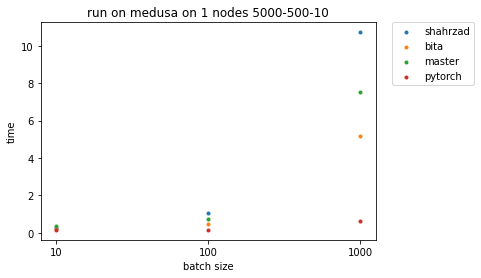 run on medusa on 1 nodes 5000-500-10
shahrzad
bita
master
pytorch
10
8
6
4
2
0
time
10
100
1000
batch size